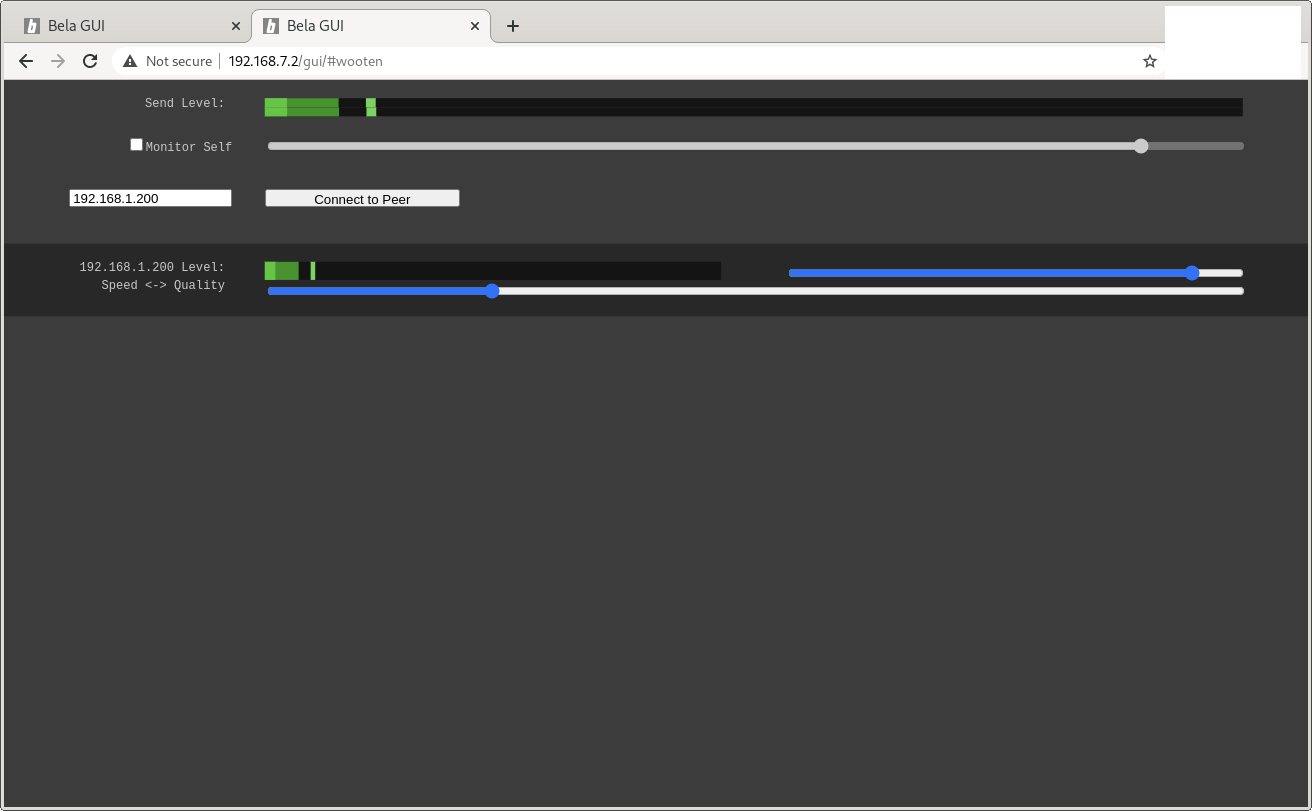 Bela GUI
Bela GUI
Not secure 192.168.7.2/gui/#wooten
Send Level:
Monitor Self
192.168.1.200 Connect to Peer
192.168.1.200 Level:
Speed <-> Quality